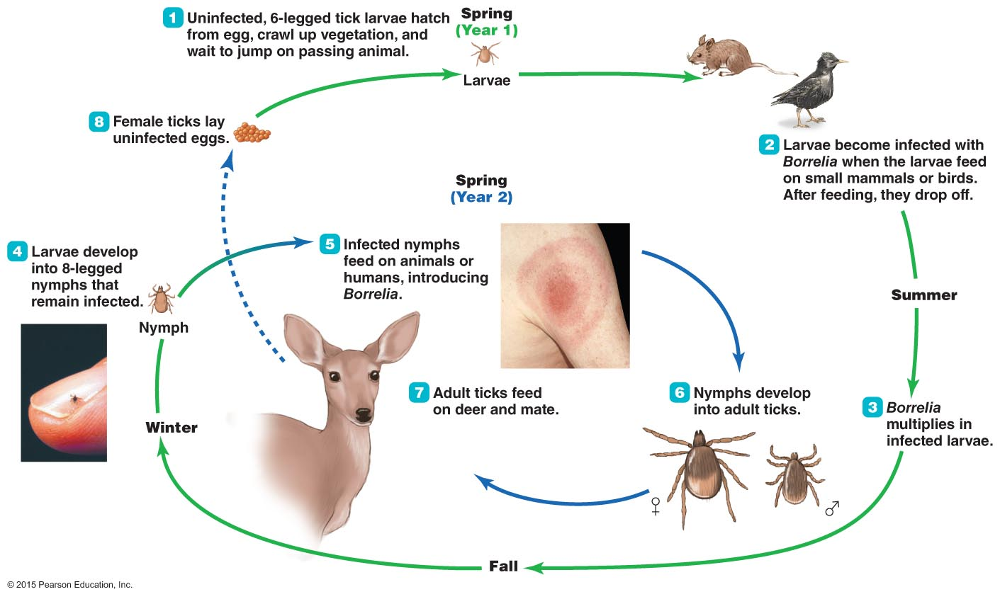 1 Uninfected, 6-legged tick larvae hatch
from egg, crawl up vegetation, and
wait to jump on passing animal.
Spring
(Year 1)
Larvae
8 Female ticks lay
uninfected eggs.
2 Larvae become infected with
Borrelia when the larvae feed
on small mammals or birds.
After feeding, they drop off.
Spring
(Year 2)
4 Larvae develop
into 8-legged
nymphs that
remain infected.
Nymph
5 Infected nymphs
feed on animals or
humans, introducing
Borrelia.
Summer
7 Adult ticks feed
on deer and mate.
6 Nymphs develop
into adult ticks.
♀
♂
3 Borrelia
multiplies in
infected larvae.
Winter
Fall
© 2015 Pearson Education, Inc.